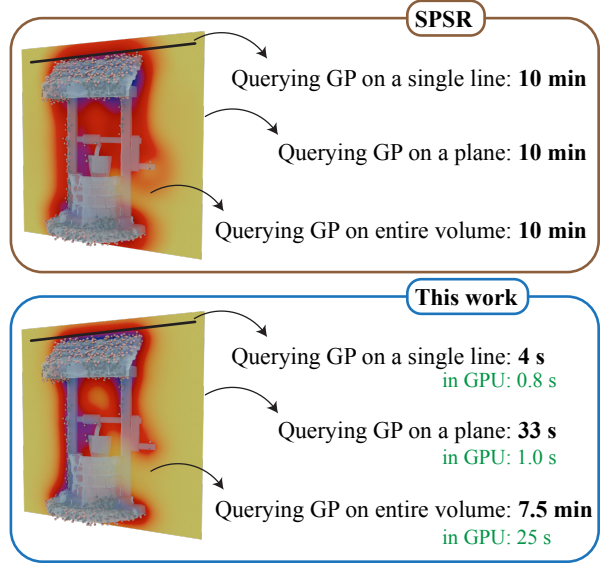 SPSR
Querying GP on a single line: 10 min
Querying GP on a plane: 10 min
Querying GP on entire volume: 10 min
This work
Querying GP on a single line: 4 s
in GPU: 0.8 s
Querying GP on a plane: 33 s
in GPU: 1.0 s
Querying GP on entire volume: 7.5 min
in GPU: 25 s